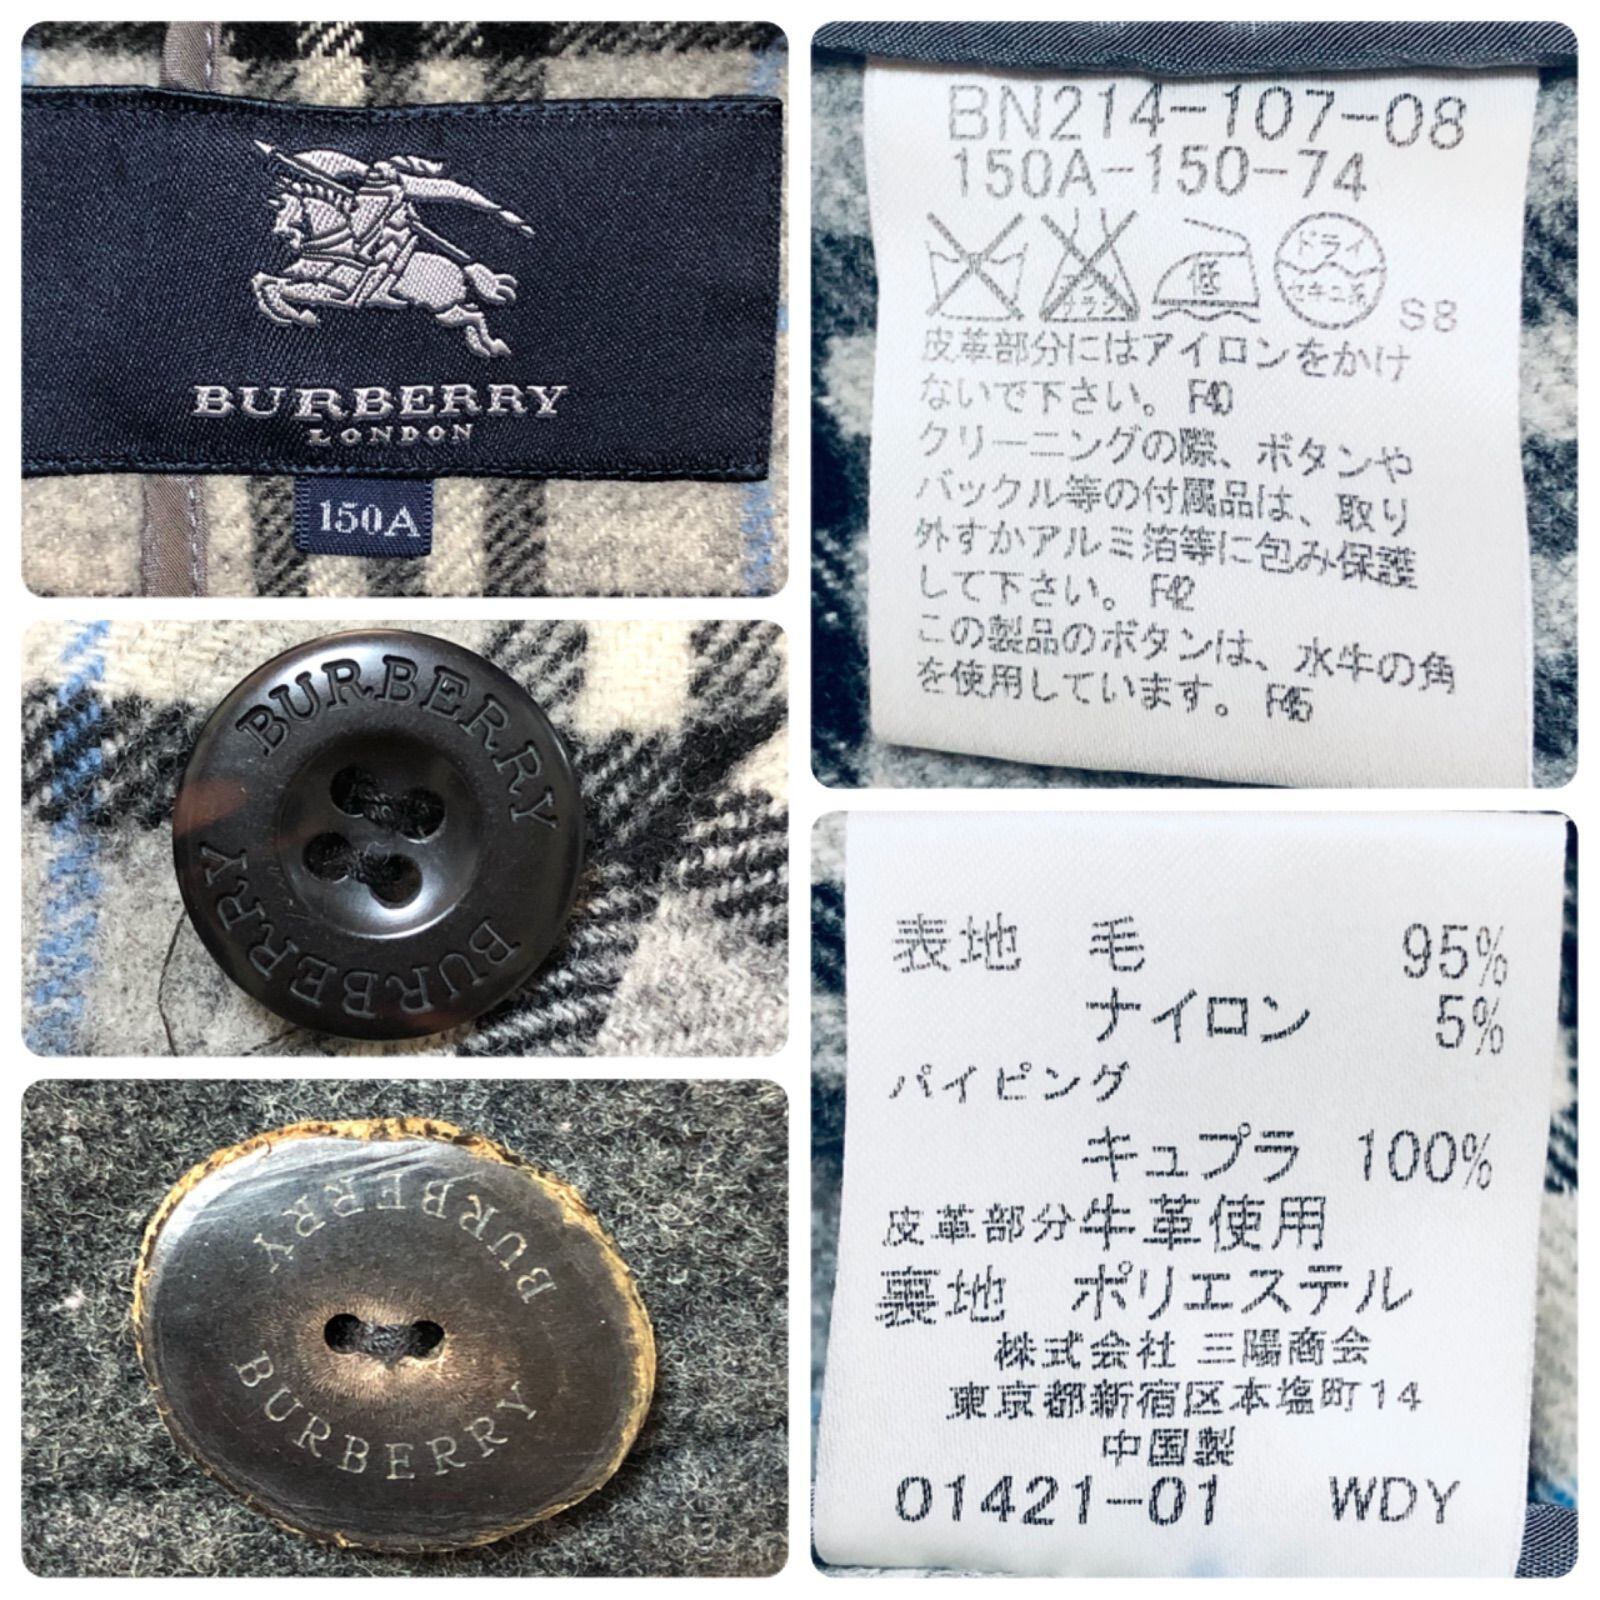 BURBERRY
LONDON
150A
BURBERRY
BURBERRY
BURBERRY
BURBERRY
BN214-107-08
150A-150-74
エンソ
サラシ
低
ドライ
セキユ系
S8
皮革部分にはアイロンをかけ
ないで下さい。 F40
クリーニングの際、ボタンや
バックル等の付属品は、取り
外すかアルミ箔等に包み保護
して下さい。 F42
この製品のボタンは、水牛の角
を使用しています。 F45
表地 毛 95%
ナイロン 5%
パイピング
キュプラ 100%
皮革部分牛革使用
裏地 ポリエステル
株式会社 三陽商会
東京都新宿区本塩町14
中国製
01421-01 WDY